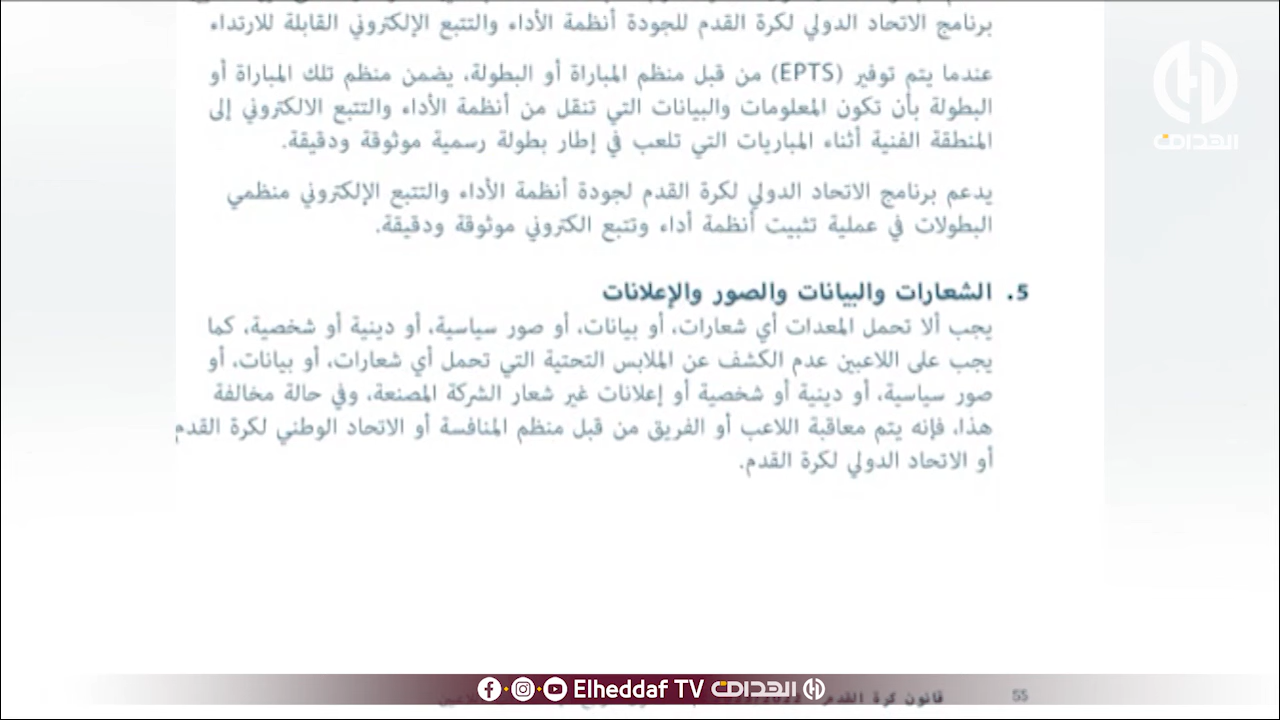 برنامج الاتحاد الدولي لكرة القدم للجودة أنظمة الأداء والتتبع الإلكتروني القابلة للارتداء
عندما يتم توفير (EPTS) من قبل منظم المباراة أو البطولة، يضمن منظم تلك المباراة أو
البطولة بأن تكون المعلومات والبيانات التي تنقل من أنظمة الأداء والتتبع الالكتروني إلى
المنطقة الفنية أثناء المباريات التي تلعب في إطار بطولة رسمية موثوقة ودقيقة.
يدعم برنامج الاتحاد الدولي لكرة القدم لجودة أنظمة الأداء والتتبع الإلكتروني منظمي
البطولات في عملية تثبيت أنظمة أداء وتتبع الكتروني موثوقة ودقيقة.
5. الشعارات والبيانات والصور والإعلانات
يجب ألا تحمل المعدات أي شعارات، أو بيانات، أو صور سياسية، أو دينية أو شخصية، كما
يجب على اللاعبين عدم الكشف عن الملابس التحتية التي تحمل أي شعارات، أو بيانات، أو
صور سياسية، أو دينية أو شخصية أو إعلانات غير شعار الشركة المصنعة، وفي حالة مخالفة
هذا، فإنه يتم معاقبة اللاعب أو الفريق من قبل منظم المنافسة أو الاتحاد الوطني لكرة القدم
أو الاتحاد الدولي لكرة القدم.
الهداف
Elheddaf TV الهداف
55 قانون كرة القدم